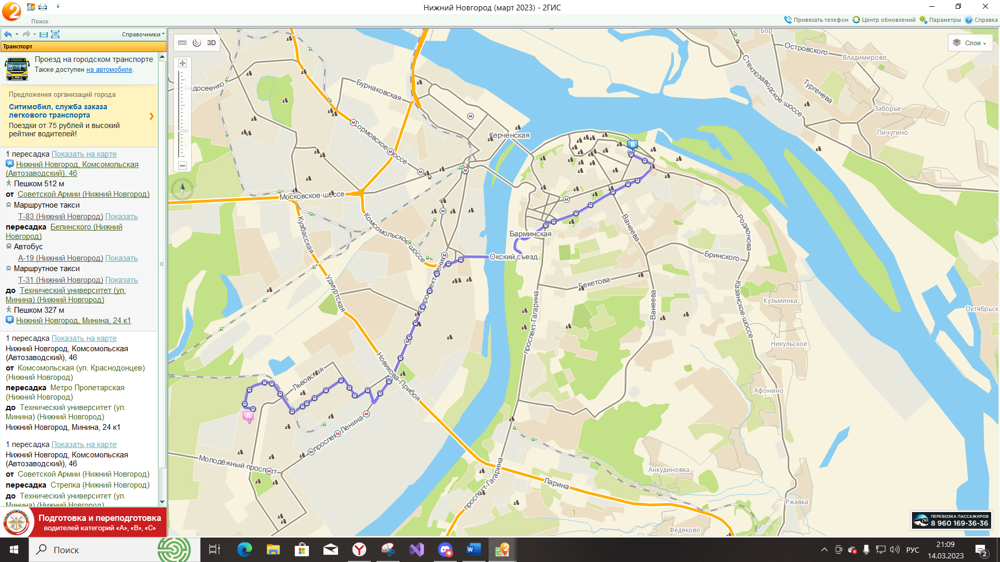 Нижний Новгород (март 2023) - 2ГИС
Поиск
Привязать телефон
Центр обновлений
Параметры
Справка
Справочники
Транспорт
Проезд на городском транспорте
Также доступен на автомобиле.
Предложения организаций города
Ситимобил, служба заказа
легкового транспорта
Поездки от 75 рублей и высокий
рейтинг водителей!
1 пересадка Показать на карте
A Нижний Новгород, Комсомольская
(Автозаводский), 46
Пешком 512 м
от Советской Армии (Нижний Новгород)
Маршрутное такси
Т-83 (Нижний Новгород) Показать
пересадка Белинского (Нижний
Новгород)
Автобус
А-19 (Нижний Новгород) Показать
Маршрутное такси
Т-31 (Нижний Новгород) Показать
до Технический университет (ул.
Минина) (Нижний Новгород)
Пешком 327 м
B Нижний Новгород, Минина, 24 к1
1 пересадка Показать на карте
Нижний Новгород, Комсомольская
(Автозаводский), 46
от Комсомольская (ул. Краснодонцев)
(Нижний Новгород)
пересадка Метро Пролетарская
(Нижний Новгород)
до Технический университет (ул.
Минина) (Нижний Новгород)
Нижний Новгород, Минина, 24 к1
1 пересадка Показать на карте
Нижний Новгород, Комсомольская
(Автозаводский), 46
от Советской Армии (Нижний Новгород)
пересадка Стрелка (Нижний Новгород)
до Технический университет (ул.
Минина) (Нижний Новгород)
Подготовка и переподготовка
водителей категорий «А», «В», «С»
3D
Слои
Бор
Островского
Владимирово
Стеклозаводское шоссе
Тургенева
Заборье
Пичугино
Федосеенко
Бурнаковская
Сормовское шоссе
Керченская
B
Московское шоссе
Кузбасская
Комсомольское шоссе
Барминская
Окский съезд
Ванеева
Родионова
Бринского
Бекетова
Удмуртская
проспект Ленина
проспект Гагарина
Ванеева
Казанское шоссе
Кузьминка
Октябрьск
Никульское
Львовская
Новикова-Прибоя
Афонино
A
проспект Ленина
Молодёжный проспект
проспект Гагарина
Ларина
Анкудиновка
Ржавка
Федяково
ПЕРЕВОЗКА ПАССАЖИРОВ
8 960 169-36-36
Поиск
РУС
21:09
14.03.2023
2